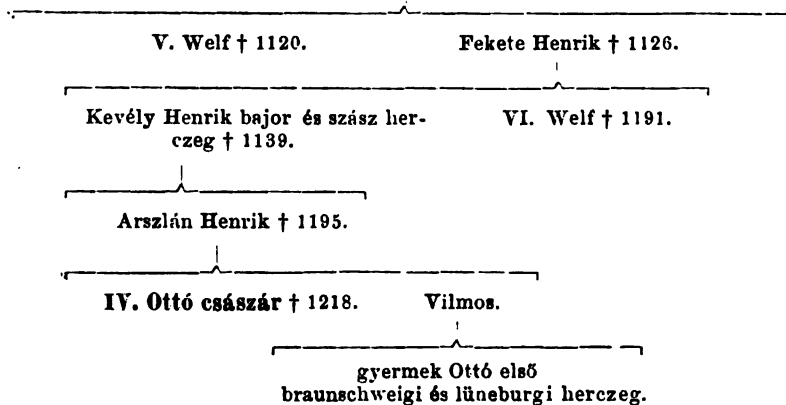 V. Welf † 1120. Fekete Henrik † 1126.
Kevély Henrik bajor és szász her-
czeg † 1139. VI. Welf † 1191.
Arszlán Henrik † 1195.
IV. Ottó császár † 1218. Vilmos.
gyermek Ottó első
braunschweigi és lüneburgi herczeg.